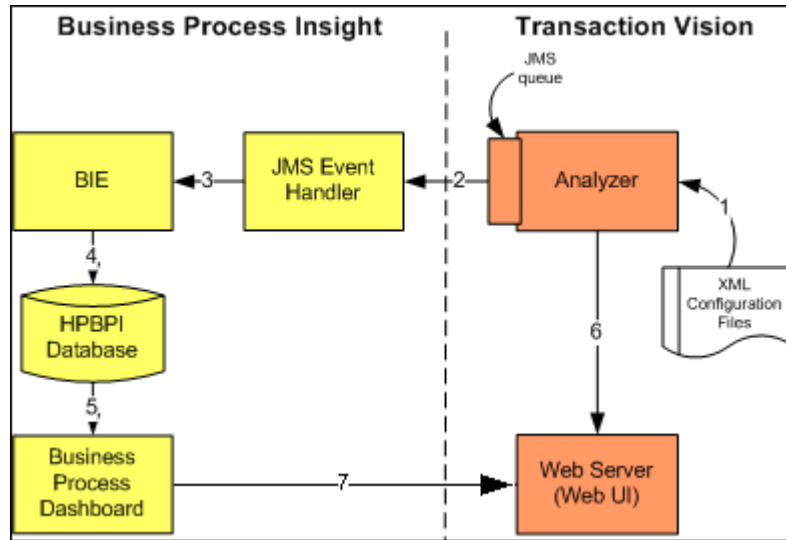 Business Process Insight
Transaction Vision
JMS
queue
BIE
3
JMS Event
Handler
2
Analyzer
1
4,
XML
Configuration
Files
HPBPI
Database
6
5,
Business
Process
Dashboard
7
Web Server
(Web UI)